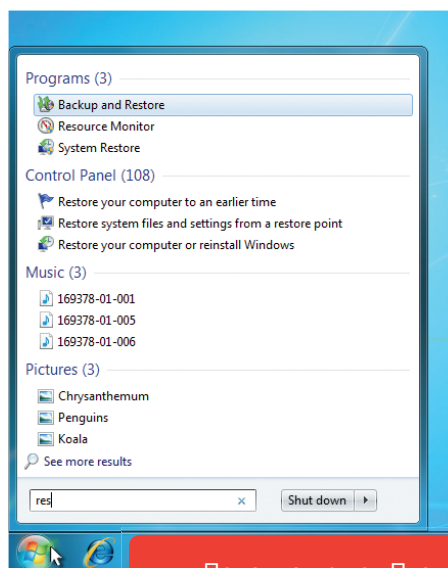 Programs (3)
Backup and Restore
Resource Monitor
System Restore
Control Panel (108)
Restore your computer to an earlier time
Restore system files and settings from a restore point
Restore your computer or reinstall Windows
Music (3)
169378-01-001
169378-01-005
169378-01-006
Pictures (3)
Chrysanthemum
Penguins
Koala
See more results
res
Shut down